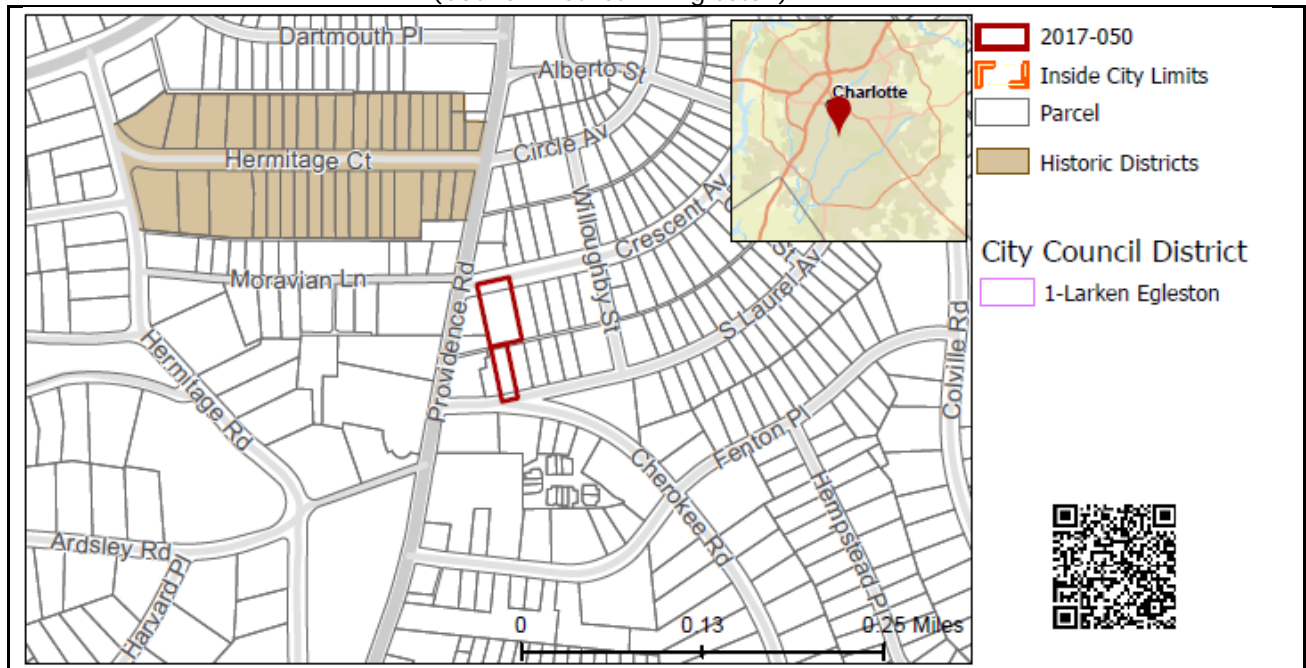 Dartmouth Pl
Alberto St
Charlotte
2017-050
Inside City Limits
Parcel
Historic Districts
Hermitage Ct
Circle Av
Willoughby St
Crescent Av
St
S Laurel Av
Moravian Ln
Providence Rd
City Council District
1-Larken Egleston
Hermitage Rd
Colville Rd
Fenton Pl
Cherokee Rd
Hempstead Pl
Ardsley Rd
Harvard Pl
0 0.13 0.25 Miles